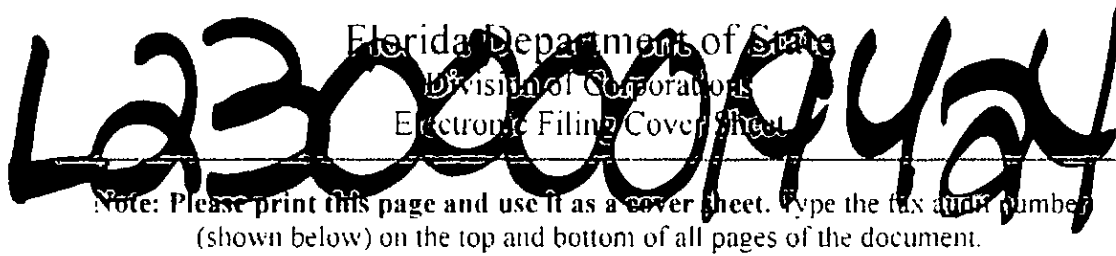 L23000019424
Florida Department of State
Division of Corporations
Electronic Filing Cover Sheet
Note: Please print this page and use it as a cover sheet. Type the fax audit number
(shown below) on the top and bottom of all pages of the document.